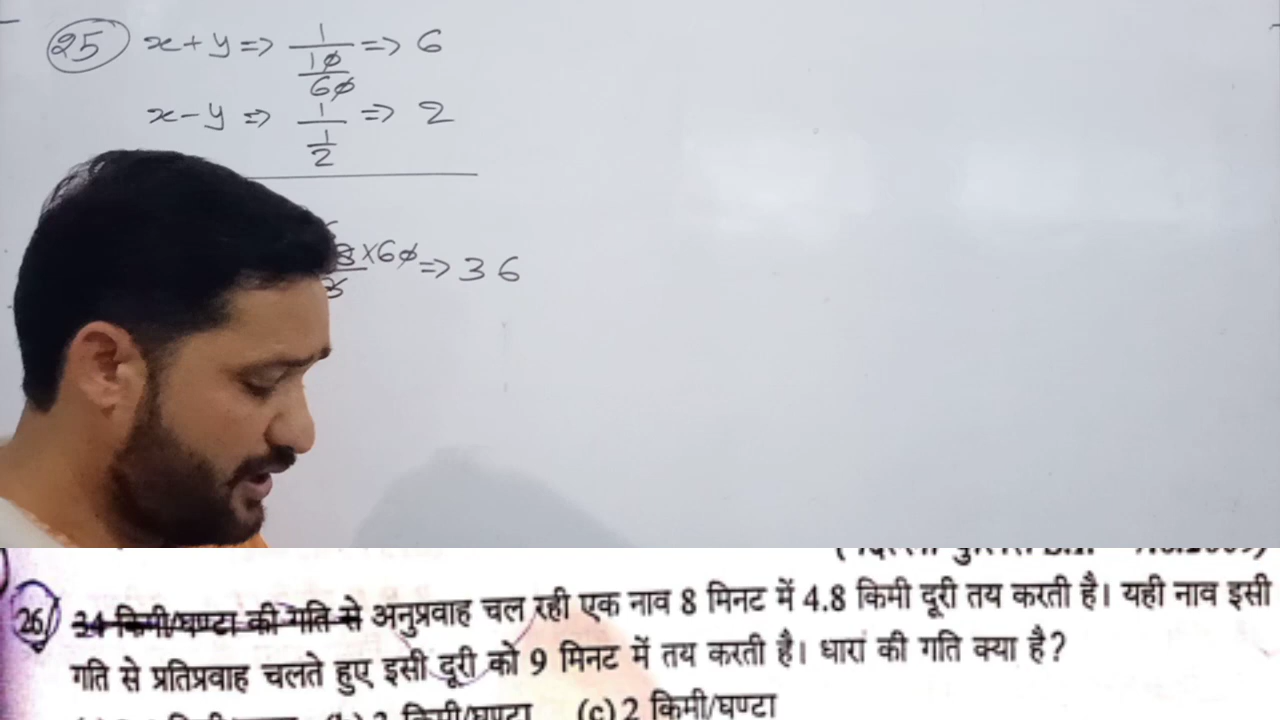 25 x+y => 1/(10/60) => 6
x-y => 1/(1/2) => 2
×60 => 36
26 34 किमी/घण्टा की गति से अनुप्रवाह चल रही एक नाव 8 मिनट में 4.8 किमी दूरी तय करती है। यही नाव इसी
गति से प्रतिप्रवाह चलते हुए इसी दूरी को 9 मिनट में तय करती है। धारा की गति क्या है?
किमी/घण्टा (c) 2 किमी/घण्टा